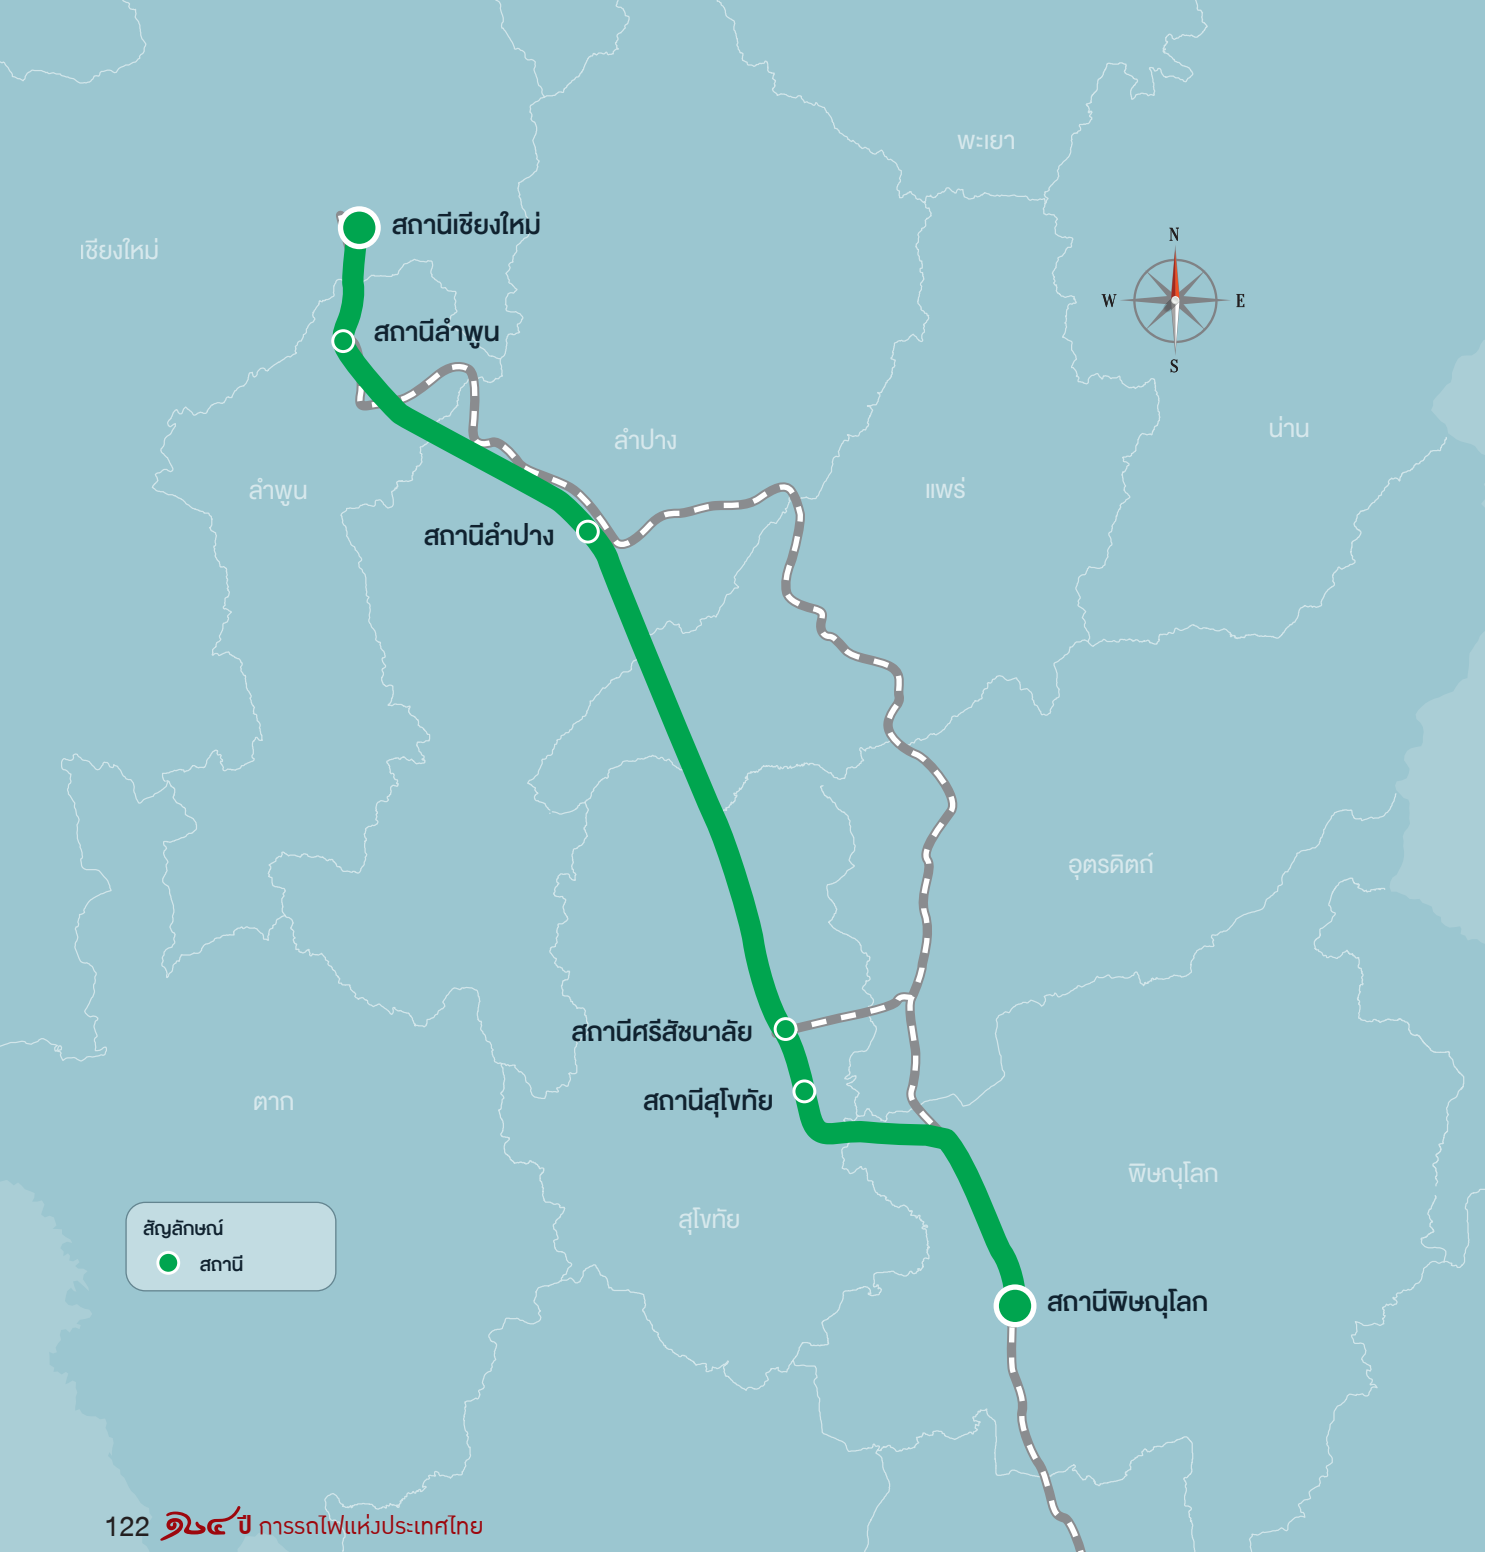 พะเยา
สถานีเชียงใหม่
เชียงใหม่
N
W
E
S
สถานีลำพูน
ลำปาง
น่าน
ลำพูน
แพร่
สถานีลำปาง
อุตรดิตถ์
สถานีศรีสัชนาลัย
ตาก
สถานีสุโขทัย
พิษณุโลก
สุโขทัย
สัญลักษณ์
สถานี
สถานีพิษณุโลก
122 ๑๒๔ ปี การรถไฟแห่งประเทศไทย